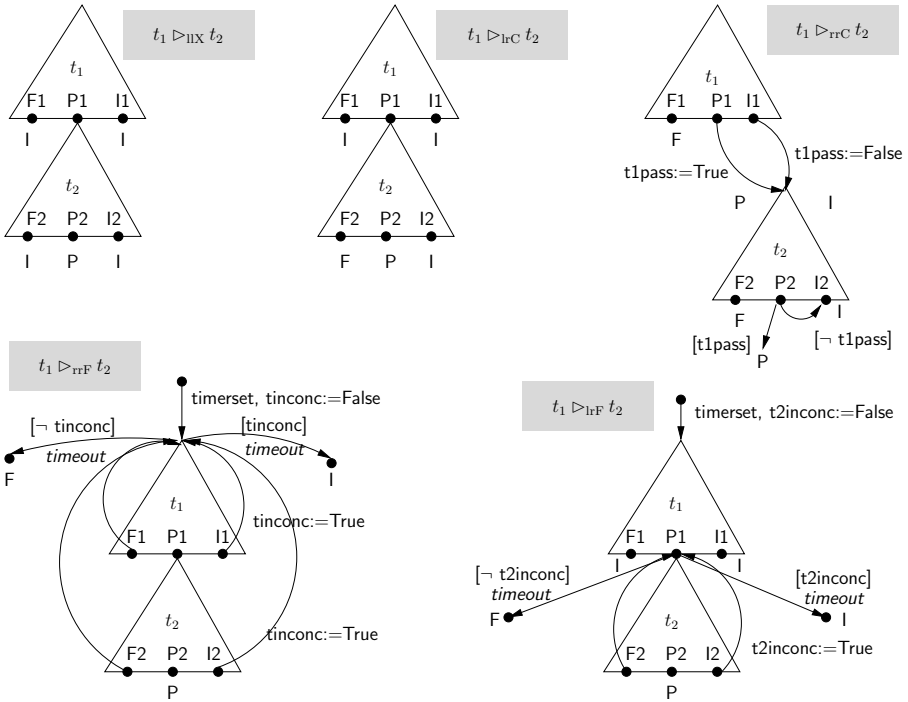 t₁ ▷llX t₂
t₁
F1 P1 I1
I I
t₂
F2 P2 I2
I P I
t₁ ▷lrC t₂
t₁
F1 P1 I1
I I
t₂
F2 P2 I2
F P I
t₁ ▷rrC t₂
t₁
F1 P1 I1
F
t1pass:=False
t1pass:=True
P I
t₂
F2 P2 I2
F I
[t1pass] [¬ t1pass]
P
t₁ ▷rrF t₂
timerset, tinconc:=False
[¬ tinconc] [tinconc]
timeout timeout
F I
t₁
tinconc:=True
F1 P1 I1
t₂
tinconc:=True
F2 P2 I2
P
t₁ ▷lrF t₂
timerset, t2inconc:=False
t₁
F1 P1 I1
I I
[¬ t2inconc] [t2inconc]
timeout timeout
F I
t₂
t2inconc:=True
F2 P2 I2
P